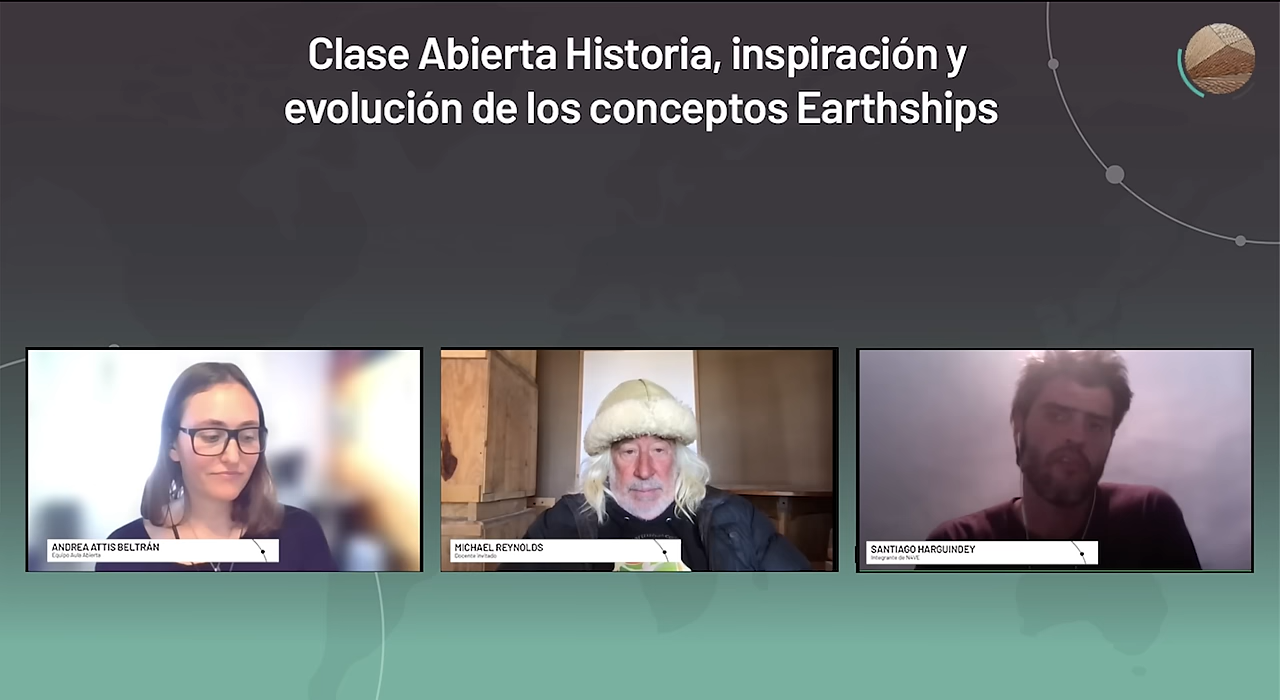 Clase Abierta Historia, inspiración y
evolución de los conceptos Earthships
ANDREA ATTIS BELTRÁN
Equipo Aula Abierta
MICHAEL REYNOLDS
Docente invitado
SANTIAGO HARGUINDEY
Integrante de NAVE